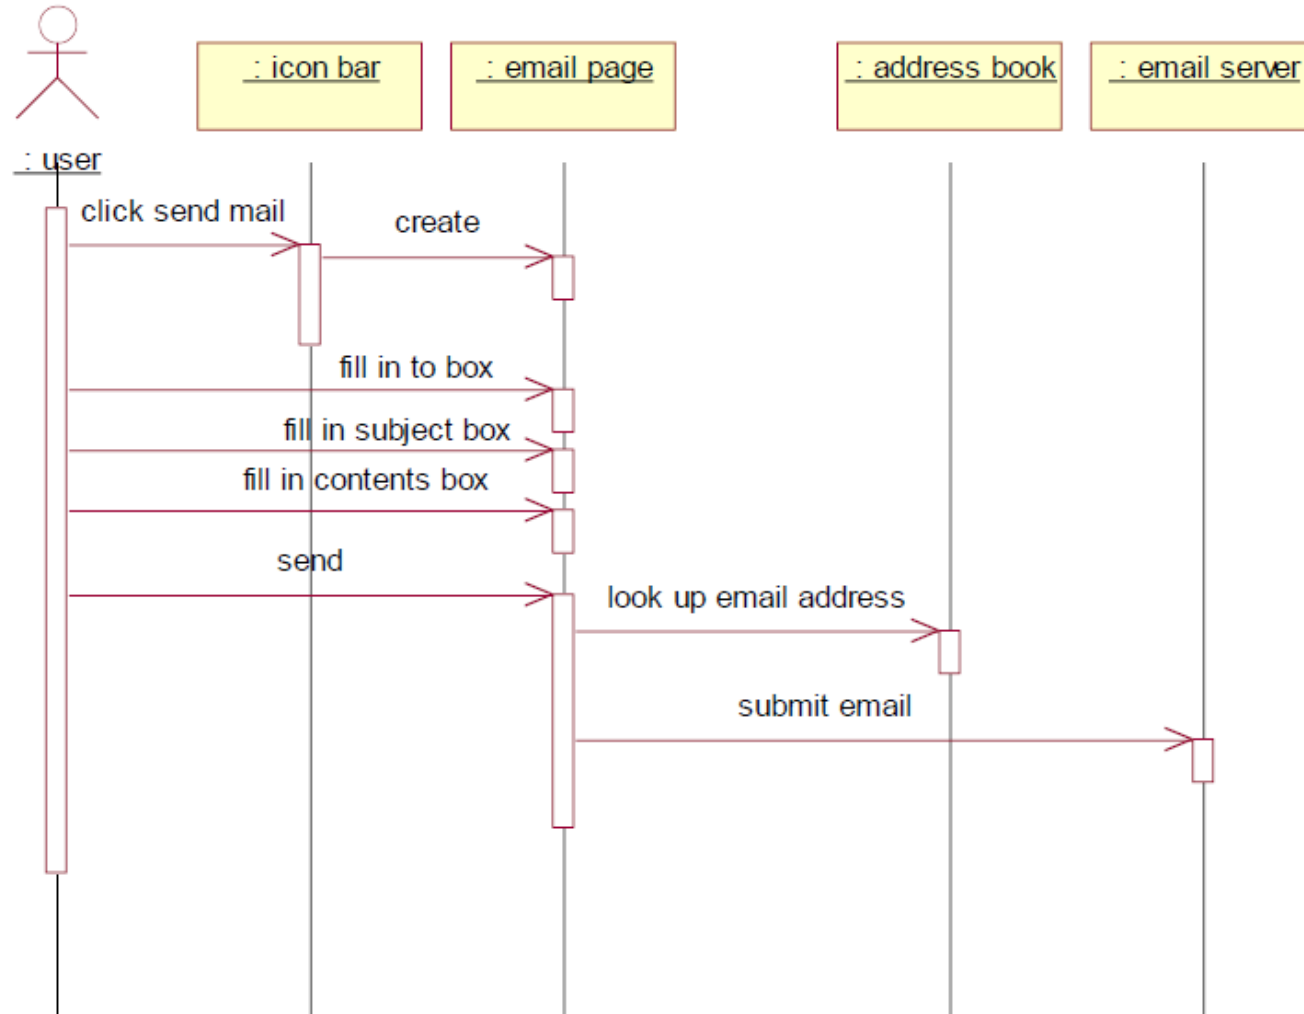 : icon bar
: email page
: address book
: email server
: user
click send mail
create
fill in to box
fill in subject box
fill in contents box
send
look up email address
submit email